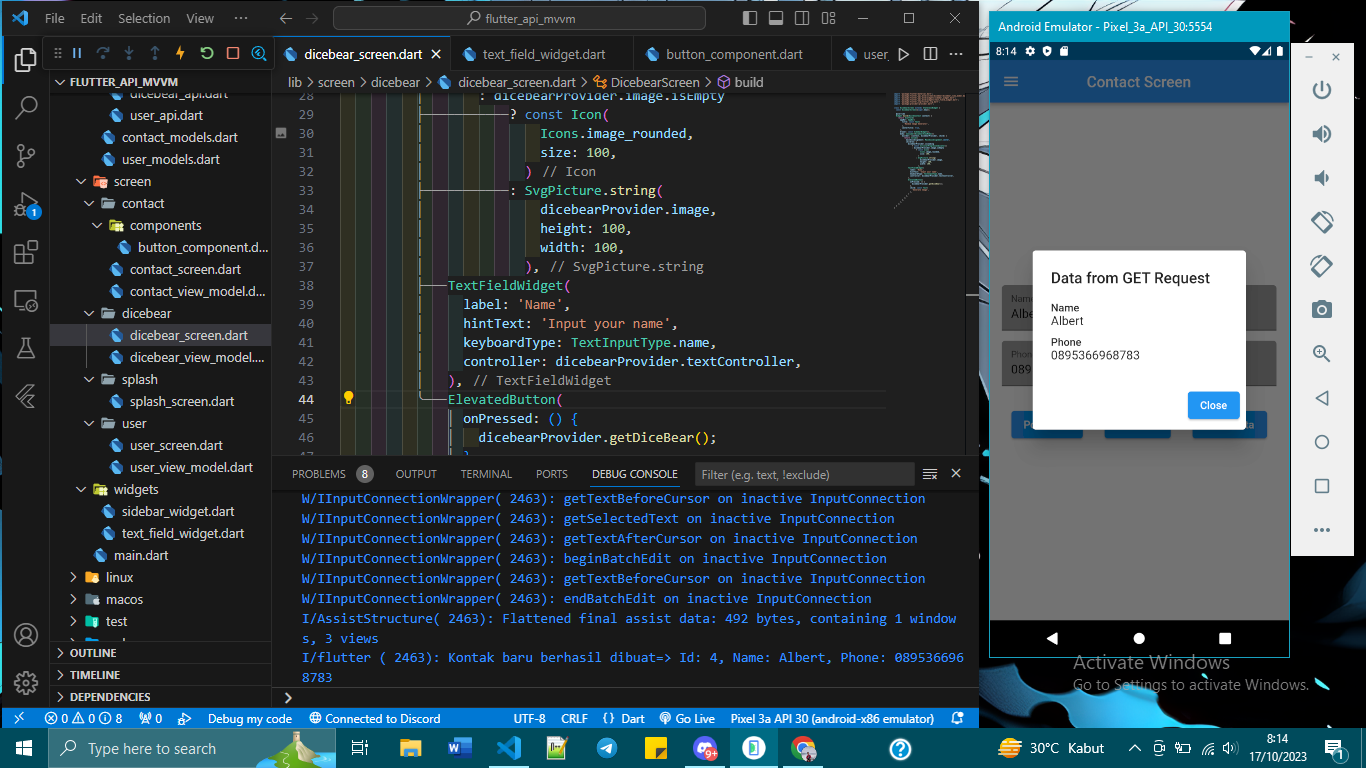 File Edit Selection View ··· flutter_api_mvvm
dicebear_screen.dart text_field_widget.dart button_component.dart user_
lib > screen > dicebear > dicebear_screen.dart > DicebearScreen > build
FLUTTER_API_MVVM
dicebear_api.dart
user_api.dart
contact_models.dart
user_models.dart
screen
contact
components
button_component.d...
contact_screen.dart
contact_view_model.d...
dicebear
dicebear_screen.dart
dicebear_view_model....
splash
splash_screen.dart
user
user_screen.dart
user_view_model.dart
widgets
sidebar_widget.dart
text_field_widget.dart
main.dart
linux
macos
test
OUTLINE
TIMELINE
DEPENDENCIES
1
28 : dicebearProvider.image.isEmpty
29 ? const Icon(
30 Icons.image_rounded,
31 size: 100,
32 ) // Icon
33 : SvgPicture.string(
34 dicebearProvider.image,
35 height: 100,
36 width: 100,
37 ), // SvgPicture.string
38 TextFieldWidget(
39 label: 'Name',
40 hintText: 'Input your name',
41 keyboardType: TextInputType.name,
42 controller: dicebearProvider.textController,
43 ), // TextFieldWidget
44 ElevatedButton(
45 onPressed: () {
46 dicebearProvider.getDiceBear();
PROBLEMS 8 OUTPUT TERMINAL PORTS DEBUG CONSOLE Filter (e.g. text, !exclude)
W/IInputConnectionWrapper( 2463): getTextBeforeCursor on inactive InputConnection
W/IInputConnectionWrapper( 2463): getSelectedText on inactive InputConnection
W/IInputConnectionWrapper( 2463): getTextAfterCursor on inactive InputConnection
W/IInputConnectionWrapper( 2463): beginBatchEdit on inactive InputConnection
W/IInputConnectionWrapper( 2463): getTextBeforeCursor on inactive InputConnection
W/IInputConnectionWrapper( 2463): endBatchEdit on inactive InputConnection
I/AssistStructure( 2463): Flattened final assist data: 492 bytes, containing 1 window
s, 3 views
I/flutter ( 2463): Kontak baru berhasil dibuat=> Id: 4, Name: Albert, Phone: 089536696
8783
0 0 8 0 Debug my code Connected to Discord UTF-8 CRLF {} Dart Go Live Pixel 3a API 30 (android-x86 emulator)
Android Emulator - Pixel_3a_API_30:5554
8:14
Contact Screen
Name
Phone
Data from GET Request
Name
Albert
Phone
0895366968783
Close
Activate Windows
Go to Settings to activate Windows.
Type here to search
9+
30°C Kabut
8:14
17/10/2023
1